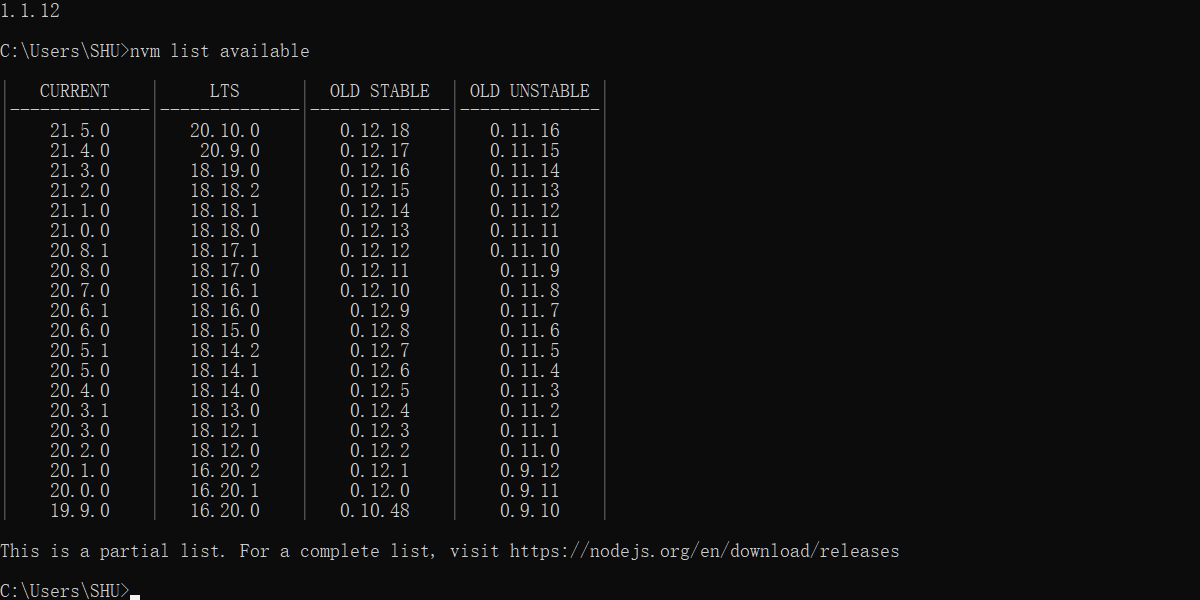 1.1.12
C:\Users\SHU>nvm list available
|   CURRENT    |     LTS      |  OLD STABLE  | OLD UNSTABLE |
|--------------|--------------|--------------|--------------|
|    21.5.0    |   20.10.0    |   0.12.18    |   0.11.16    |
|    21.4.0    |    20.9.0    |   0.12.17    |   0.11.15    |
|    21.3.0    |   18.19.0    |   0.12.16    |   0.11.14    |
|    21.2.0    |   18.18.2    |   0.12.15    |   0.11.13    |
|    21.1.0    |   18.18.1    |   0.12.14    |   0.11.12    |
|    21.0.0    |   18.18.0    |   0.12.13    |   0.11.11    |
|    20.8.1    |   18.17.1    |   0.12.12    |   0.11.10    |
|    20.8.0    |   18.17.0    |   0.12.11    |    0.11.9    |
|    20.7.0    |   18.16.1    |   0.12.10    |    0.11.8    |
|    20.6.1    |   18.16.0    |    0.12.9    |    0.11.7    |
|    20.6.0    |   18.15.0    |    0.12.8    |    0.11.6    |
|    20.5.1    |   18.14.2    |    0.12.7    |    0.11.5    |
|    20.5.0    |   18.14.1    |    0.12.6    |    0.11.4    |
|    20.4.0    |   18.14.0    |    0.12.5    |    0.11.3    |
|    20.3.1    |   18.13.0    |    0.12.4    |    0.11.2    |
|    20.3.0    |   18.12.1    |    0.12.3    |    0.11.1    |
|    20.2.0    |   18.12.0    |    0.12.2    |    0.11.0    |
|    20.1.0    |   16.20.2    |    0.12.1    |    0.9.12    |
|    20.0.0    |   16.20.1    |    0.12.0    |    0.9.11    |
|    19.9.0    |   16.20.0    |   0.10.48    |    0.9.10    |
This is a partial list. For a complete list, visit https://nodejs.org/en/download/releases
C:\Users\SHU>